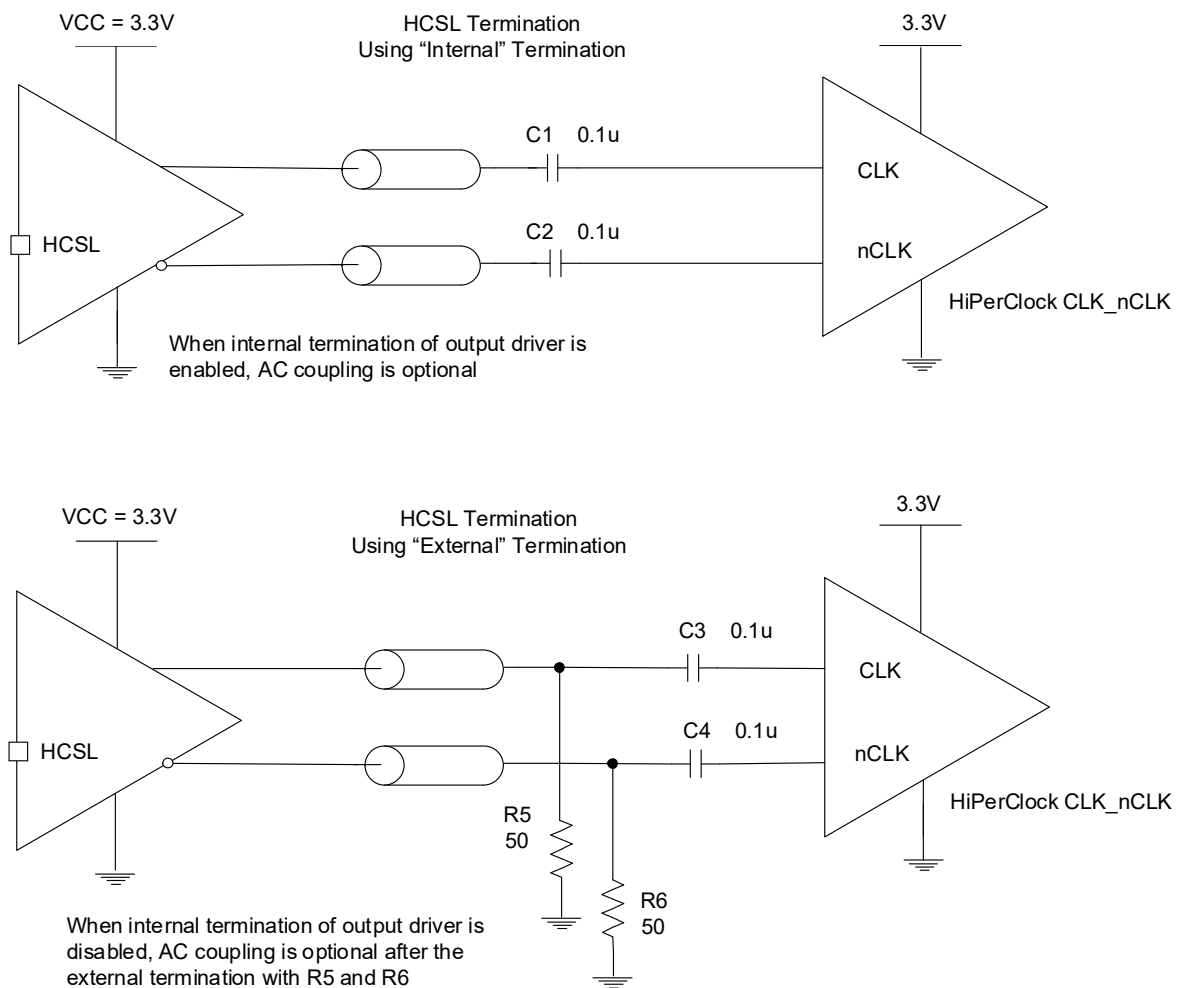 VCC = 3.3V
HCSL Termination
Using “Internal” Termination
3.3V
C1 0.1u
CLK
HCSL
C2 0.1u
nCLK
HiPerClock CLK_nCLK
When internal termination of output driver is
enabled, AC coupling is optional
VCC = 3.3V
HCSL Termination
Using “External” Termination
3.3V
C3 0.1u
CLK
HCSL
C4 0.1u
nCLK
HiPerClock CLK_nCLK
R5
50
R6
50
When internal termination of output driver is
disabled, AC coupling is optional after the
external termination with R5 and R6